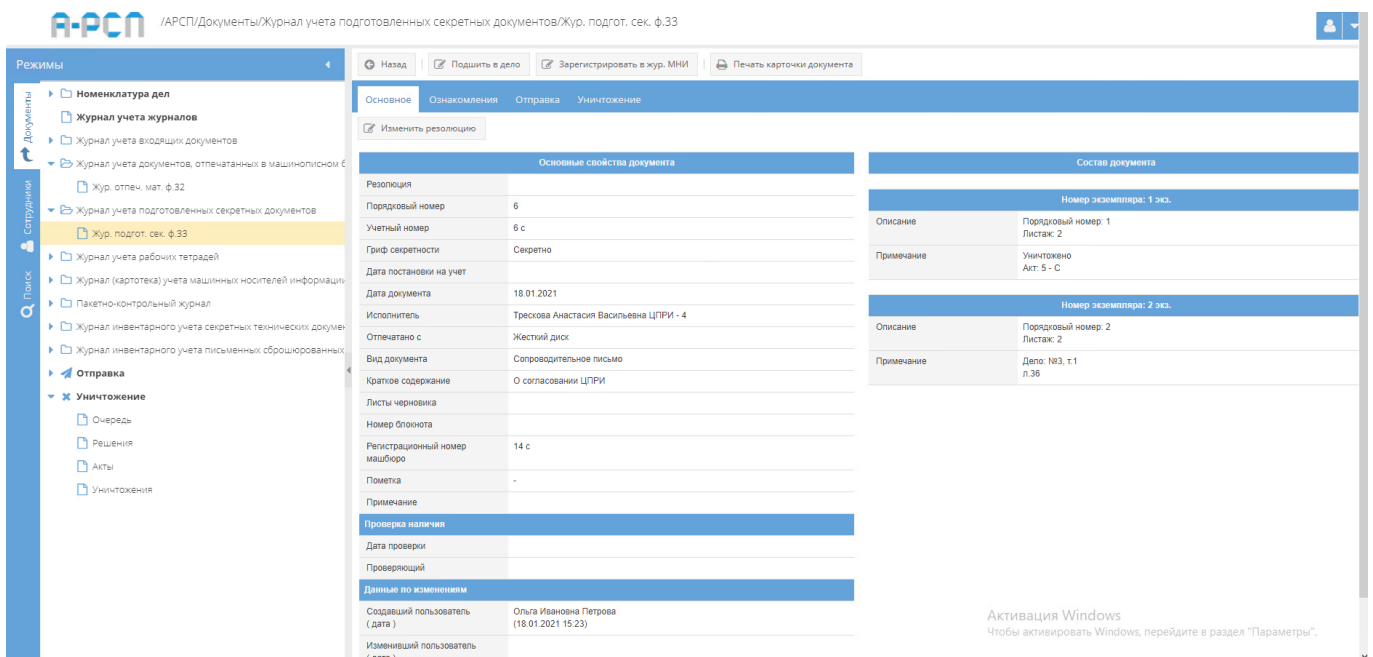 А-РСП
/АРСП/Документы/Журнал учета подготовленных секретных документов/Жур. подгот. сек. ф.33
Режимы
Документы
Сотрудники
Поиск
Номенклатура дел
Журнал учета журналов
Журнал учета входящих документов
Журнал учета документов, отпечатанных в машинописном б
Жур. отпеч. мат. ф.32
Журнал учета подготовленных секретных документов
Жур. подгот. сек. ф.33
Журнал учета рабочих тетрадей
Журнал (картотека) учета машинных носителей информации
Пакетно-контрольный журнал
Журнал инвентарного учета секретных технических докумен
Журнал инвентарного учета письменных сброшюрованных
Отправка
Уничтожение
Очередь
Решения
Акты
Уничтожения
Назад Подшить в дело Зарегистрировать в жур. МНИ Печать карточки документа
Основное Ознакомления Отправка Уничтожение
Изменить резолюцию
Основные свойства документа
Резолюция
Порядковый номер 6
Учетный номер 6 с
Гриф секретности Секретно
Дата постановки на учет
Дата документа 18.01.2021
Исполнитель Трескова Анастасия Васильевна ЦПРИ - 4
Отпечатано с Жесткий диск
Вид документа Сопроводительное письмо
Краткое содержание О согласовании ЦПРИ
Листы черновика
Номер блокнота
Регистрационный номер 14 с
машбюро
Пометка -
Примечание
Проверка наличия
Дата проверки
Проверяющий
Данные по изменениям
Создавший пользователь Ольга Ивановна Петрова
( дата ) (18.01.2021 15:23)
Изменивший пользователь
( дата )
Состав документа
Номер экземпляра: 1 экз.
Описание Порядковый номер: 1
Листаж: 2
Примечание Уничтожено
Акт: 5 - С
Номер экземпляра: 2 экз.
Описание Порядковый номер: 2
Листаж: 2
Примечание Дело: №3, т.1
л.36
Активация Windows
Чтобы активировать Windows, перейдите в раздел "Параметры".